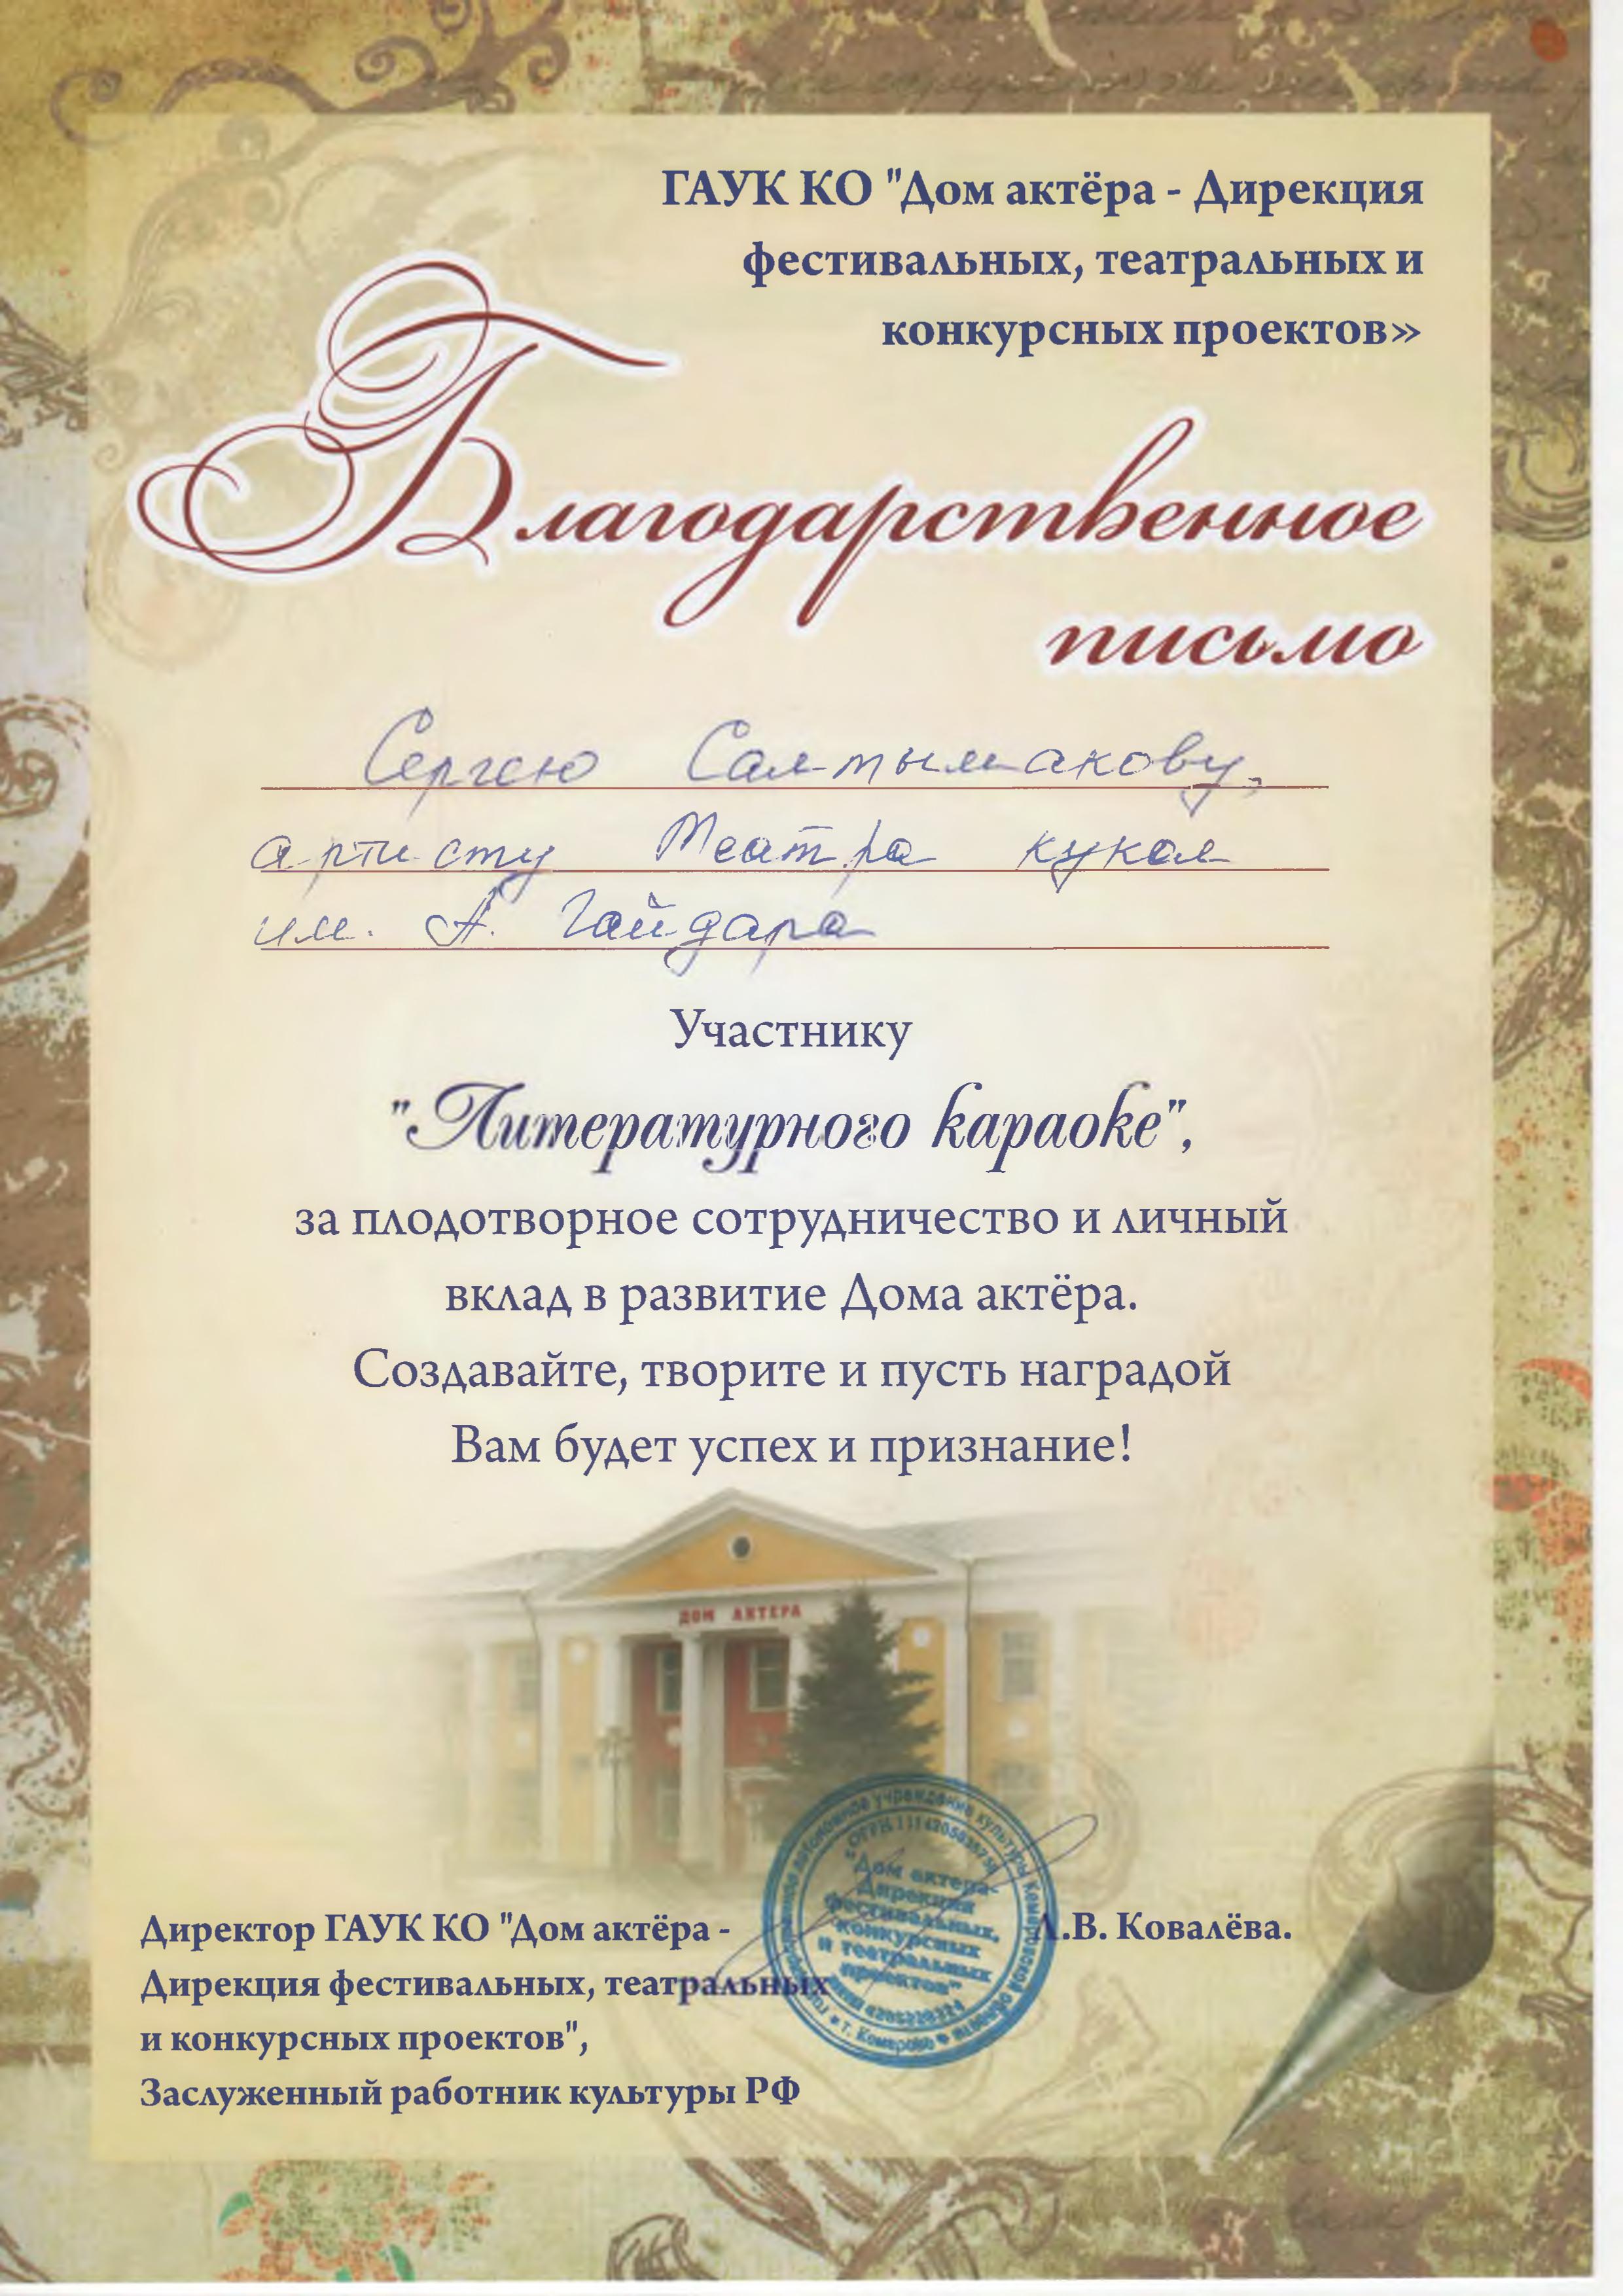 ГАУК КО "Дом актёра - Дирекция
фестивальных, театральных и
конкурсных проектов»
Благодарственное
письмо
Сергею Салтымакову,
артисту Театра кукол
им. А. Гайдара
Участнику
"Литературного караоке",
за плодотворное сотрудничество и личный
вклад в развитие Дома актёра.
Создавайте, творите и пусть наградой
Вам будет успех и признание!
ДОМ АКТЕРА
"Дом актера-
Дирекция
фестивальных,
конкурсных
и театральных
проектов"
г. Кемерово
Директор ГАУК КО "Дом актёра -
Дирекция фестивальных, театральных
и конкурсных проектов",
Заслуженный работник культуры РФ
.В. Ковалёва.